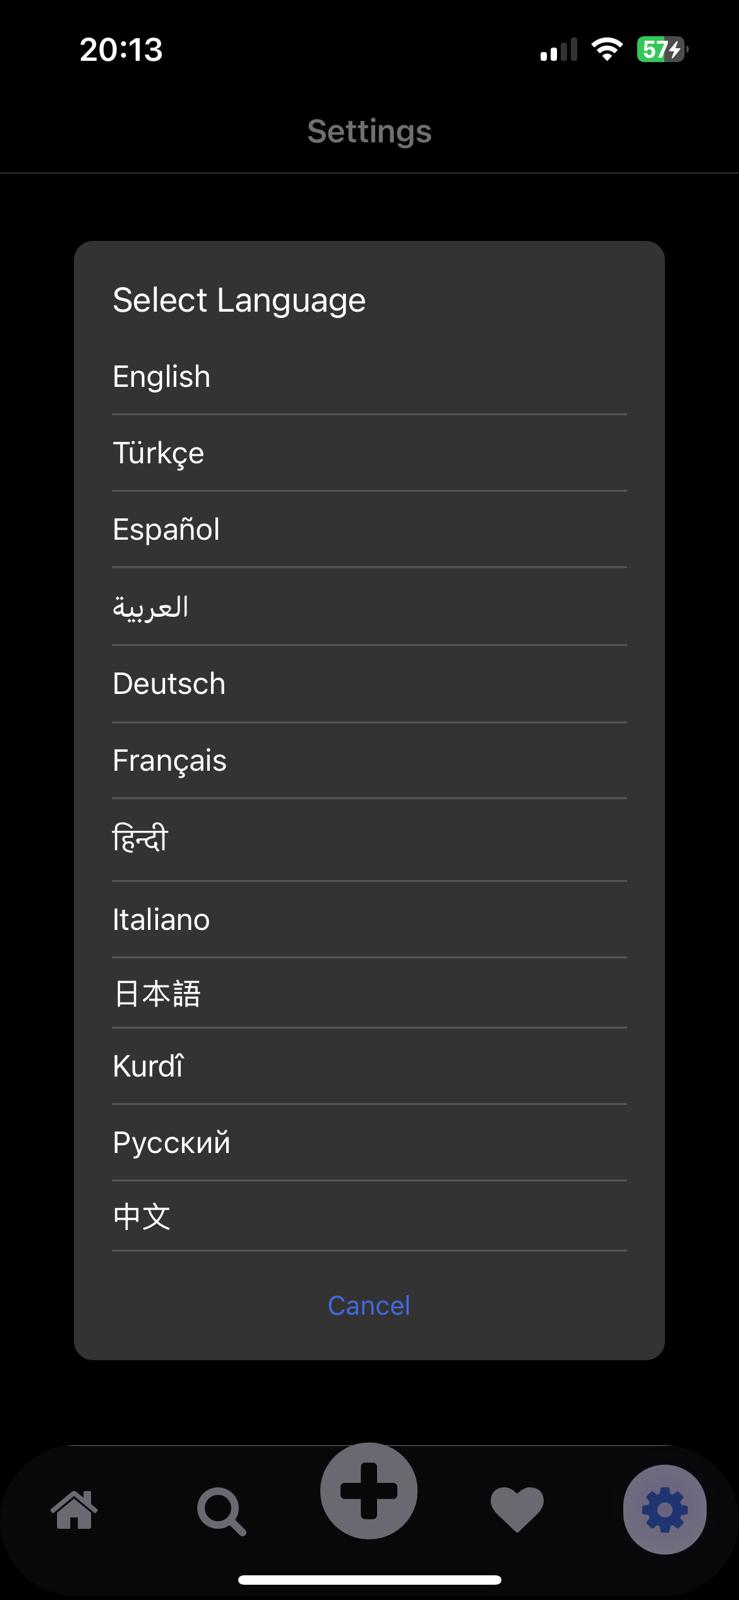 20:13
57
Settings
Select Language
English
Türkçe
Español
العربية
Deutsch
Français
हिन्दी
Italiano
日本語
Kurdî
Русский
中文
Cancel